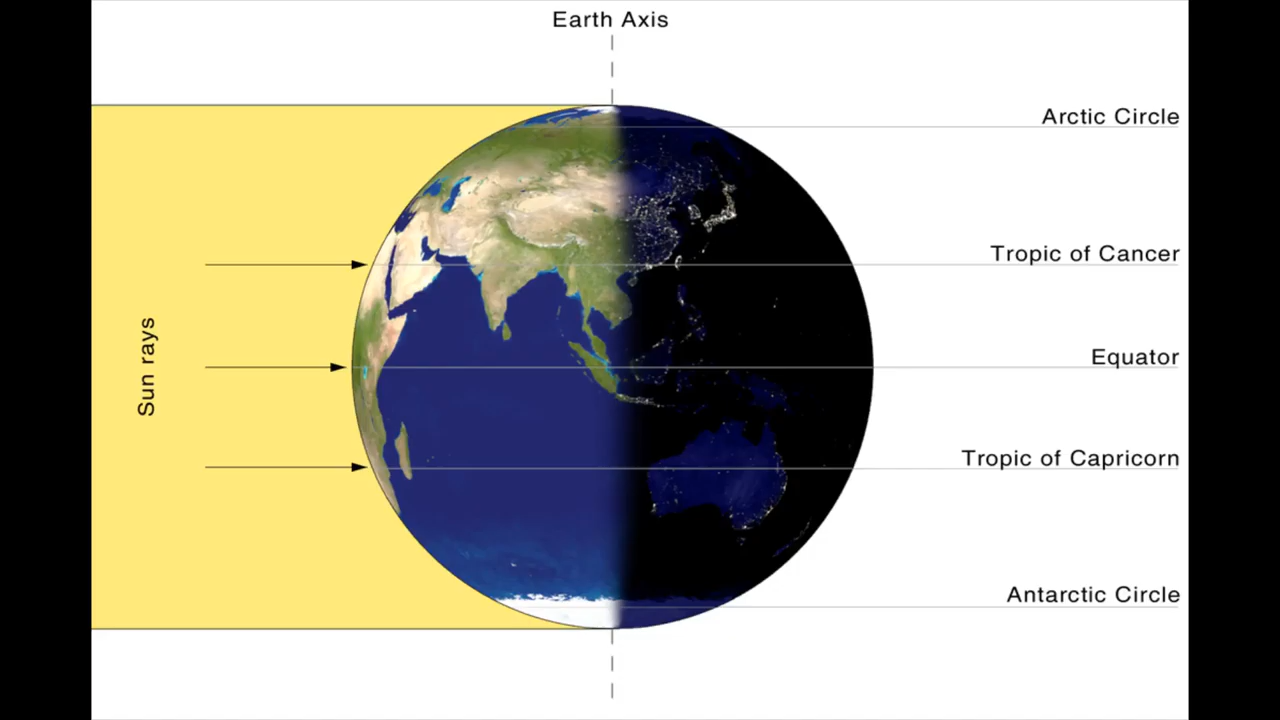 Earth Axis
Arctic Circle
Tropic of Cancer
Sun rays
Equator
Tropic of Capricorn
Antarctic Circle